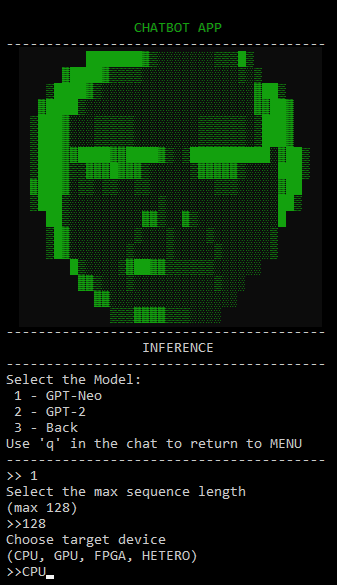 CHATBOT APP
----------------------------------------
----------------------------------------
INFERENCE
----------------------------------------
Select the Model:
1 - GPT-Neo
2 - GPT-2
3 - Back
Use 'q' in the chat to return to MENU
----------------------------------------
>> 1
Select the max sequence length
(max 128)
>>128
Choose target device
(CPU, GPU, FPGA, HETERO)
>>CPU